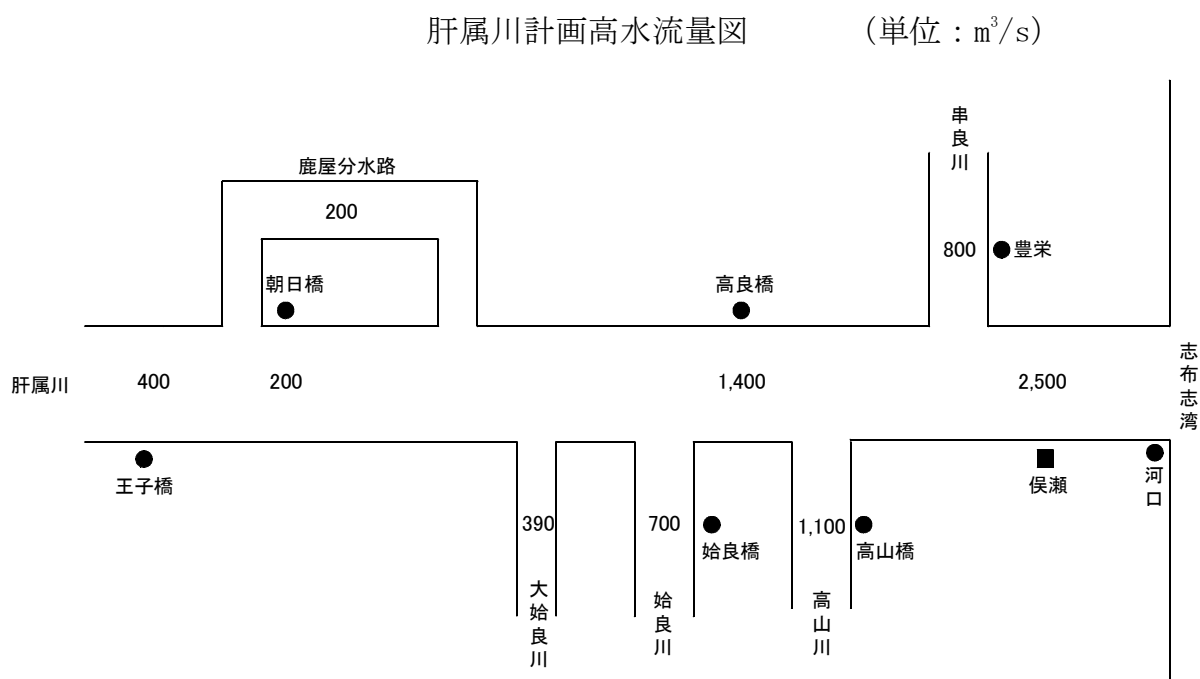 肝属川計画高水流量図 （単位：m³/s）
串良川
鹿屋分水路
200
800
豊栄
朝日橋
高良橋
志布志湾
肝属川
400
200
1,400
2,500
王子橋
俣瀬
河口
390
700
1,100
姶良橋
高山橋
大姶良川
姶良川
高山川